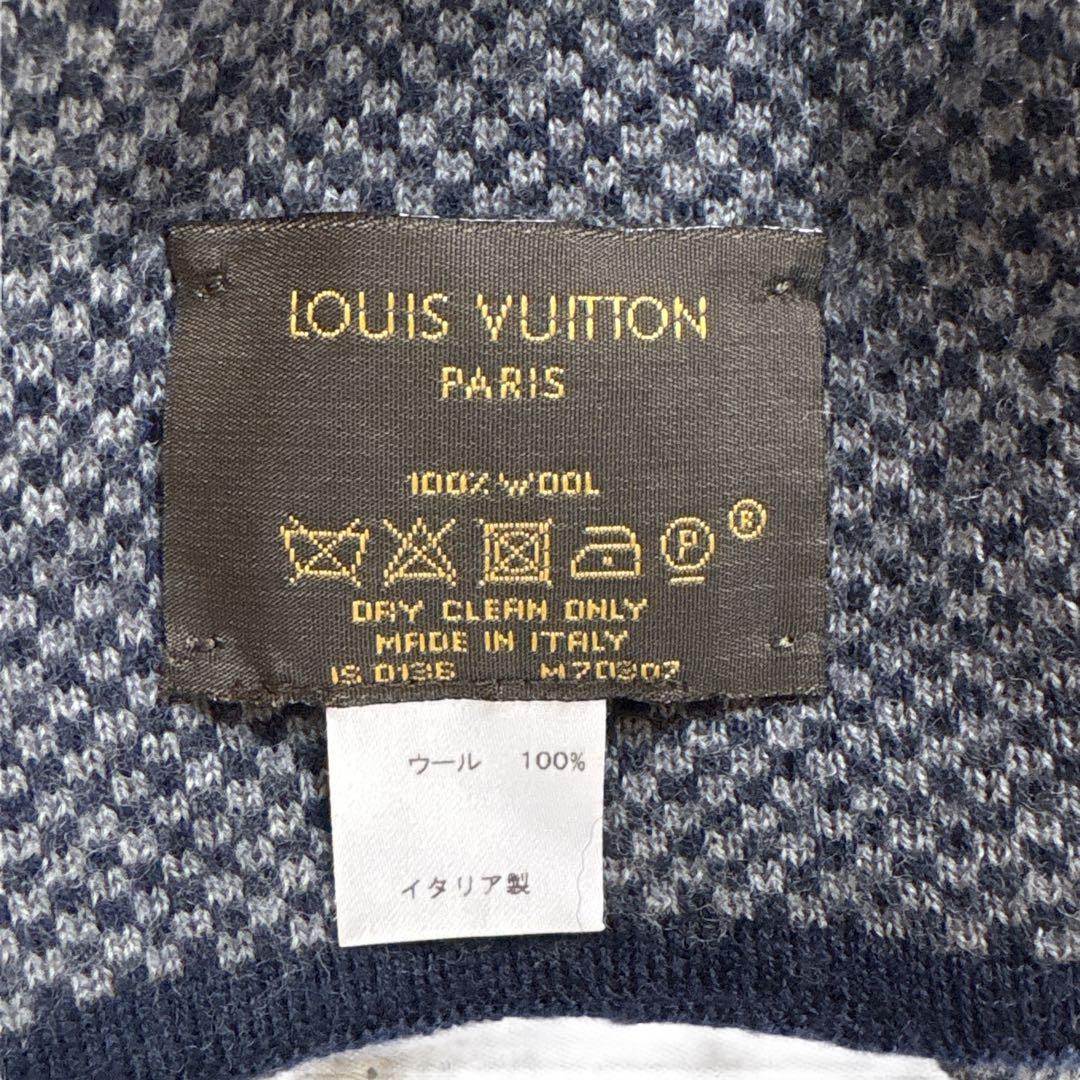 LOUIS VUITTON
PARIS
100% WOOL
P ®
DRY CLEAN ONLY
MADE IN ITALY
IS 0136 M70307
ウール 100%
イタリア製